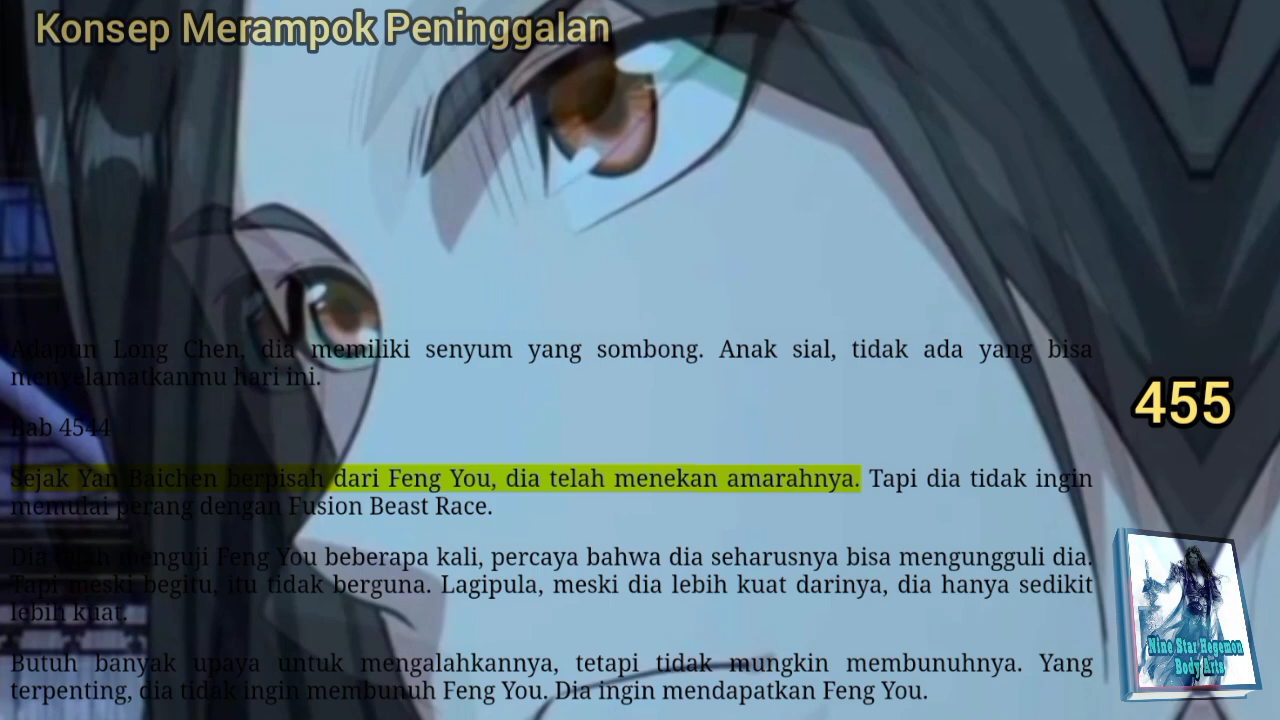 Konsep Merampok Peninggalan
Adapun Long Chen, dia memiliki senyum yang sombong. Anak sial, tidak ada yang bisa
menyelamatkanmu hari ini.
Bab 4544
455
Sejak Yan Baichen berpisah dari Feng You, dia telah menekan amarahnya. Tapi dia tidak ingin
memulai perang dengan Fusion Beast Race.
Dia telah menguji Feng You beberapa kali, percaya bahwa dia seharusnya bisa mengungguli dia.
Tapi meski begitu, itu tidak berguna. Lagipula, meski dia lebih kuat darinya, dia hanya sedikit
lebih kuat.
Butuh banyak upaya untuk mengalahkannya, tetapi tidak mungkin membunuhnya. Yang
terpenting, dia tidak ingin membunuh Feng You. Dia ingin mendapatkan Feng You.
Nine Star Hegemon
Body Arts